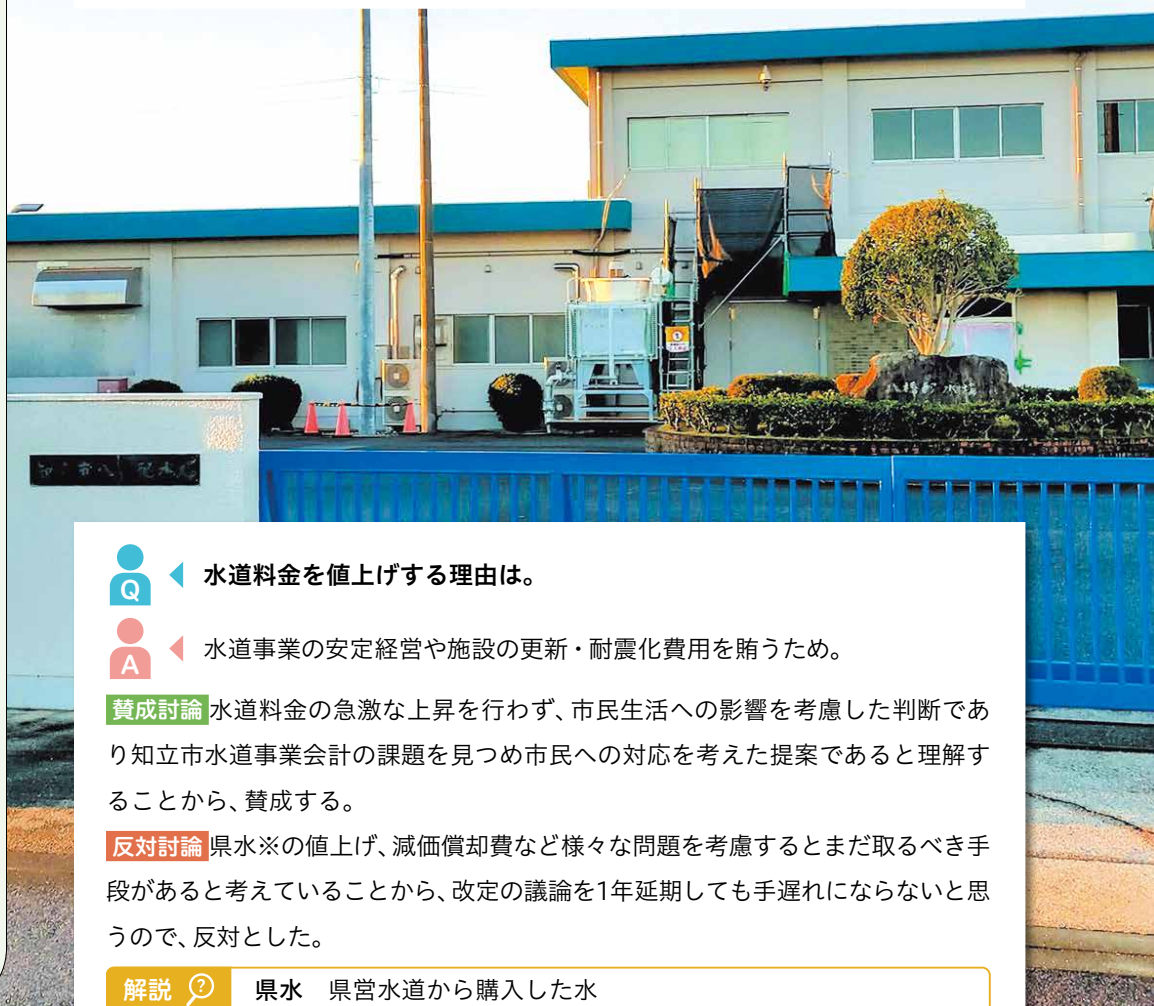 Q 水道料金を値上げする理由は。
A 水道事業の安定経営や施設の更新・耐震化費用を賄うため。
賛成討論 水道料金の急激な上昇を行わず、市民生活への影響を考慮した判断であ
り知立市水道事業会計の課題を見つめ市民への対応を考えた提案であると理解す
ることから、賛成する。
反対討論 県水※の値上げ、減価償却費など様々な問題を考慮するとまだ取るべき手
段があると考えていることから、改定の議論を1年延期しても手遅れにならないと思
うので、反対とした。
解説 ? 県水 県営水道から購入した水